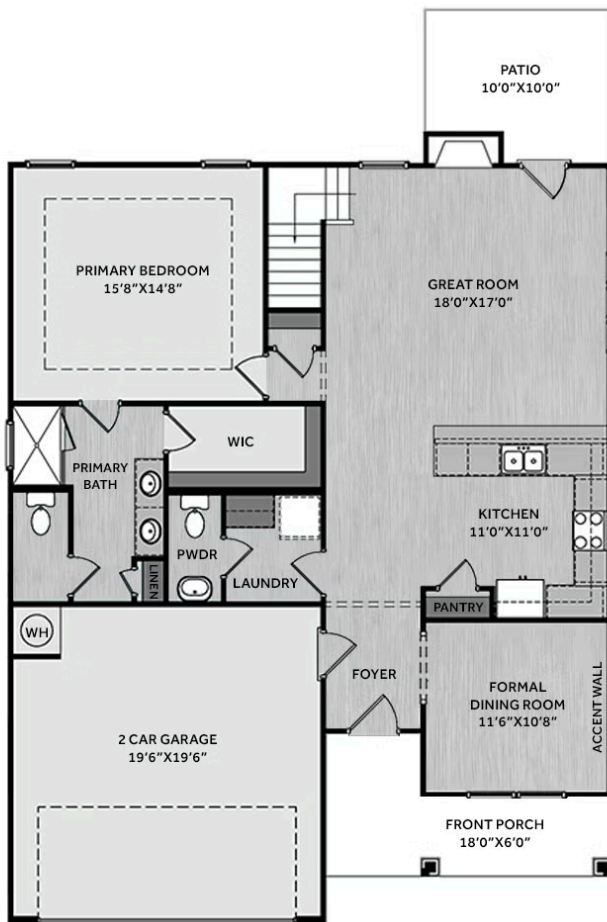 PATIO
10'0"X10'0"
PRIMARY BEDROOM
15'8"X14'8"
GREAT ROOM
18'0"X17'0"
WIC
PRIMARY
BATH
KITCHEN
11'0"X11'0"
PWDR
LAUNDRY
LINEN
PANTRY
WH
FOYER
FORMAL
DINING ROOM
11'6"X10'8"
ACCENT WALL
2 CAR GARAGE
19'6"X19'6"
FRONT PORCH
18'0"X6'0"